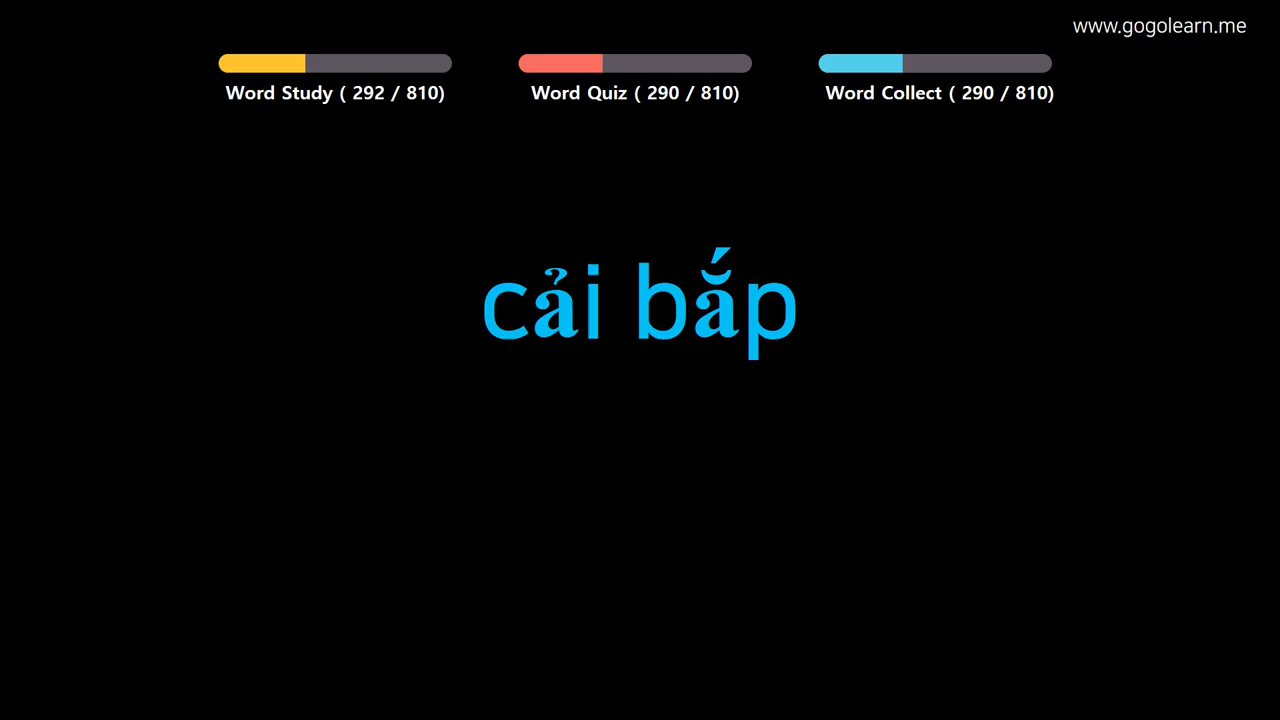 www.gogolearn.me
Word Study ( 292 / 810)
Word Quiz ( 290 / 810)
Word Collect ( 290 / 810)
cải bắp